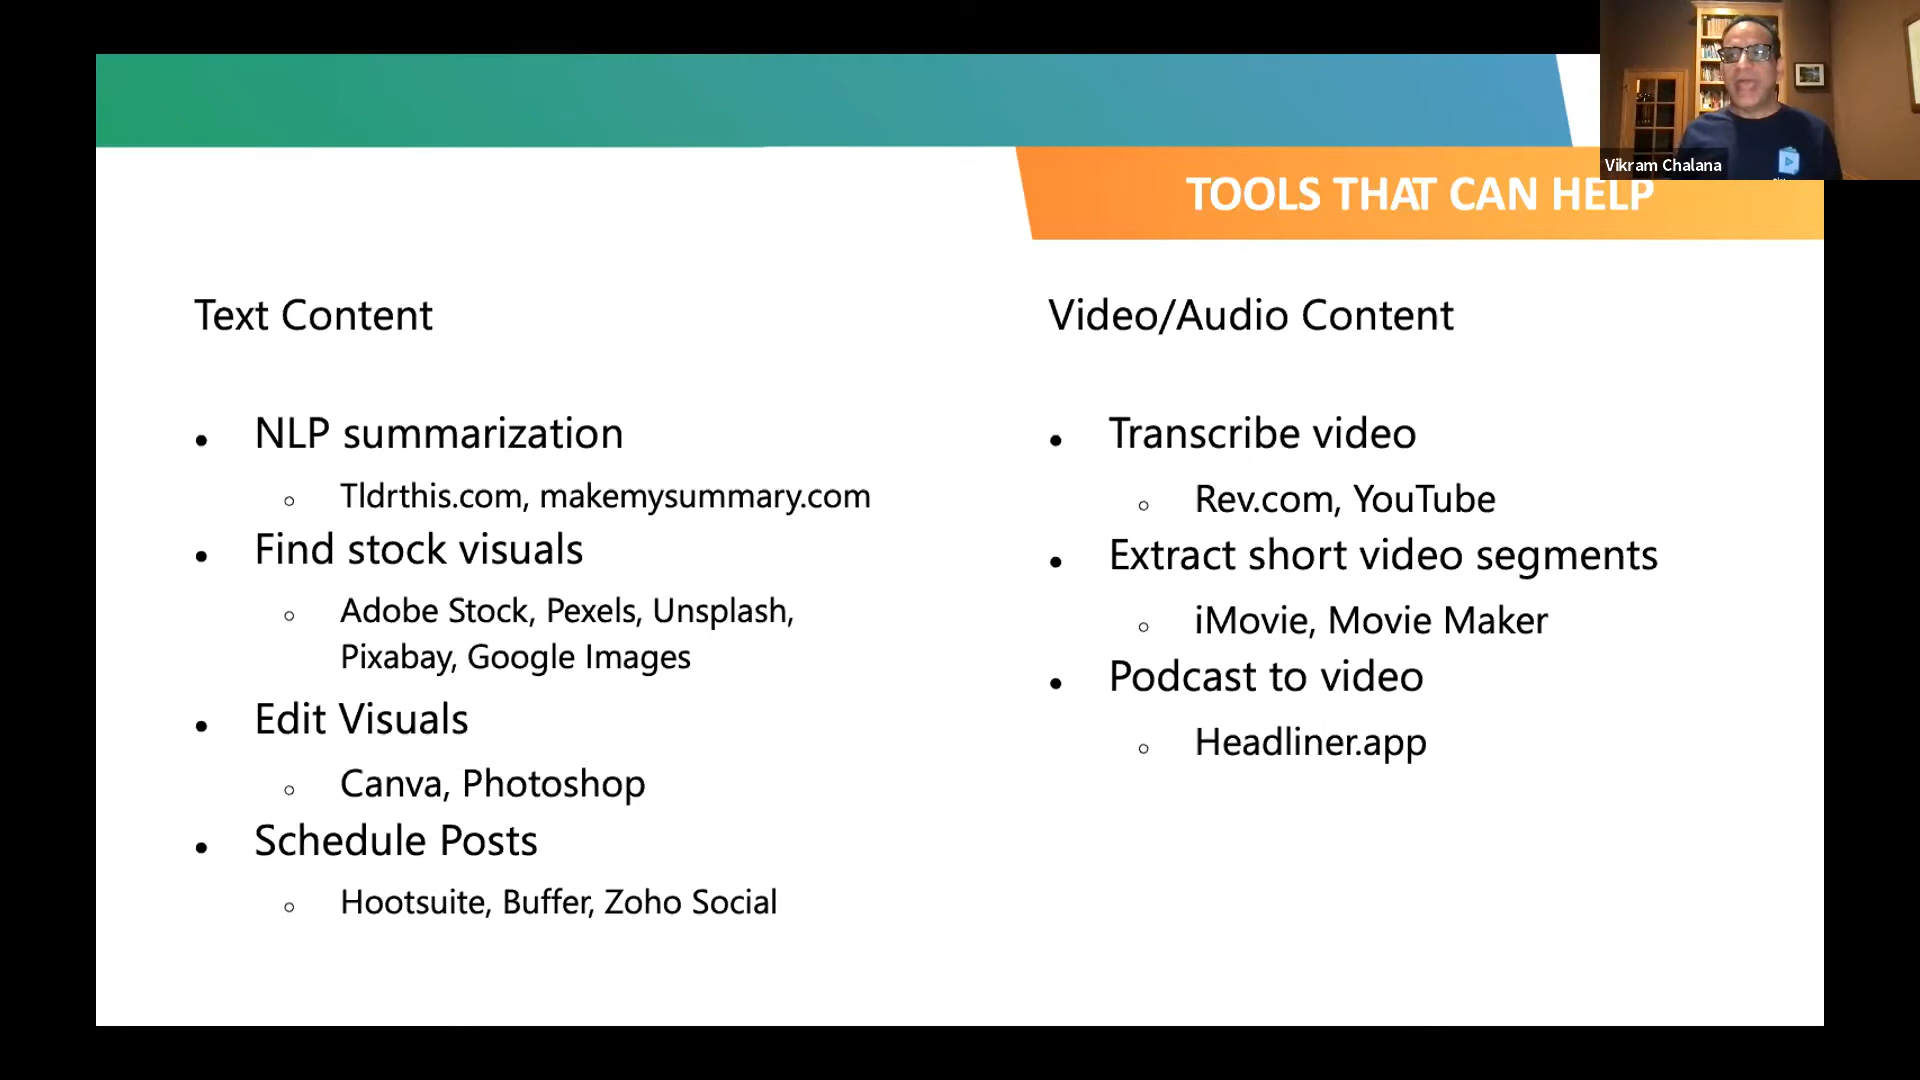 Vikram Chalana
TOOLS THAT CAN HELP
Text Content
• NLP summarization
○ Tldrthis.com, makemysummary.com
• Find stock visuals
○ Adobe Stock, Pexels, Unsplash,
Pixabay, Google Images
• Edit Visuals
○ Canva, Photoshop
• Schedule Posts
○ Hootsuite, Buffer, Zoho Social
Video/Audio Content
• Transcribe video
○ Rev.com, YouTube
• Extract short video segments
○ iMovie, Movie Maker
• Podcast to video
○ Headliner.app